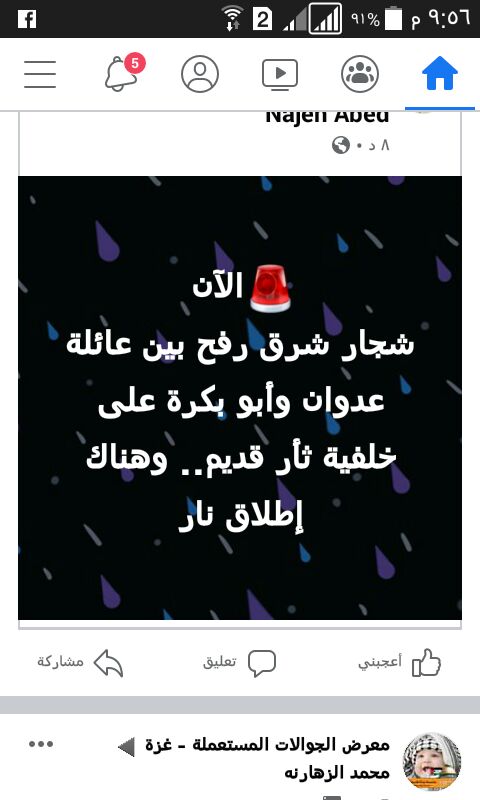 ٩:٥٦ م ٩١% 2
5
Najeh Abed
٨ د
الآن
شجار شرق رفح بين عائلة
عدوان وأبو بكرة على
خلفية ثأر قديم.. وهناك
إطلاق نار
أعجبني تعليق مشاركة
معرض الجوالات المستعملة - غزة
محمد الزهارنه